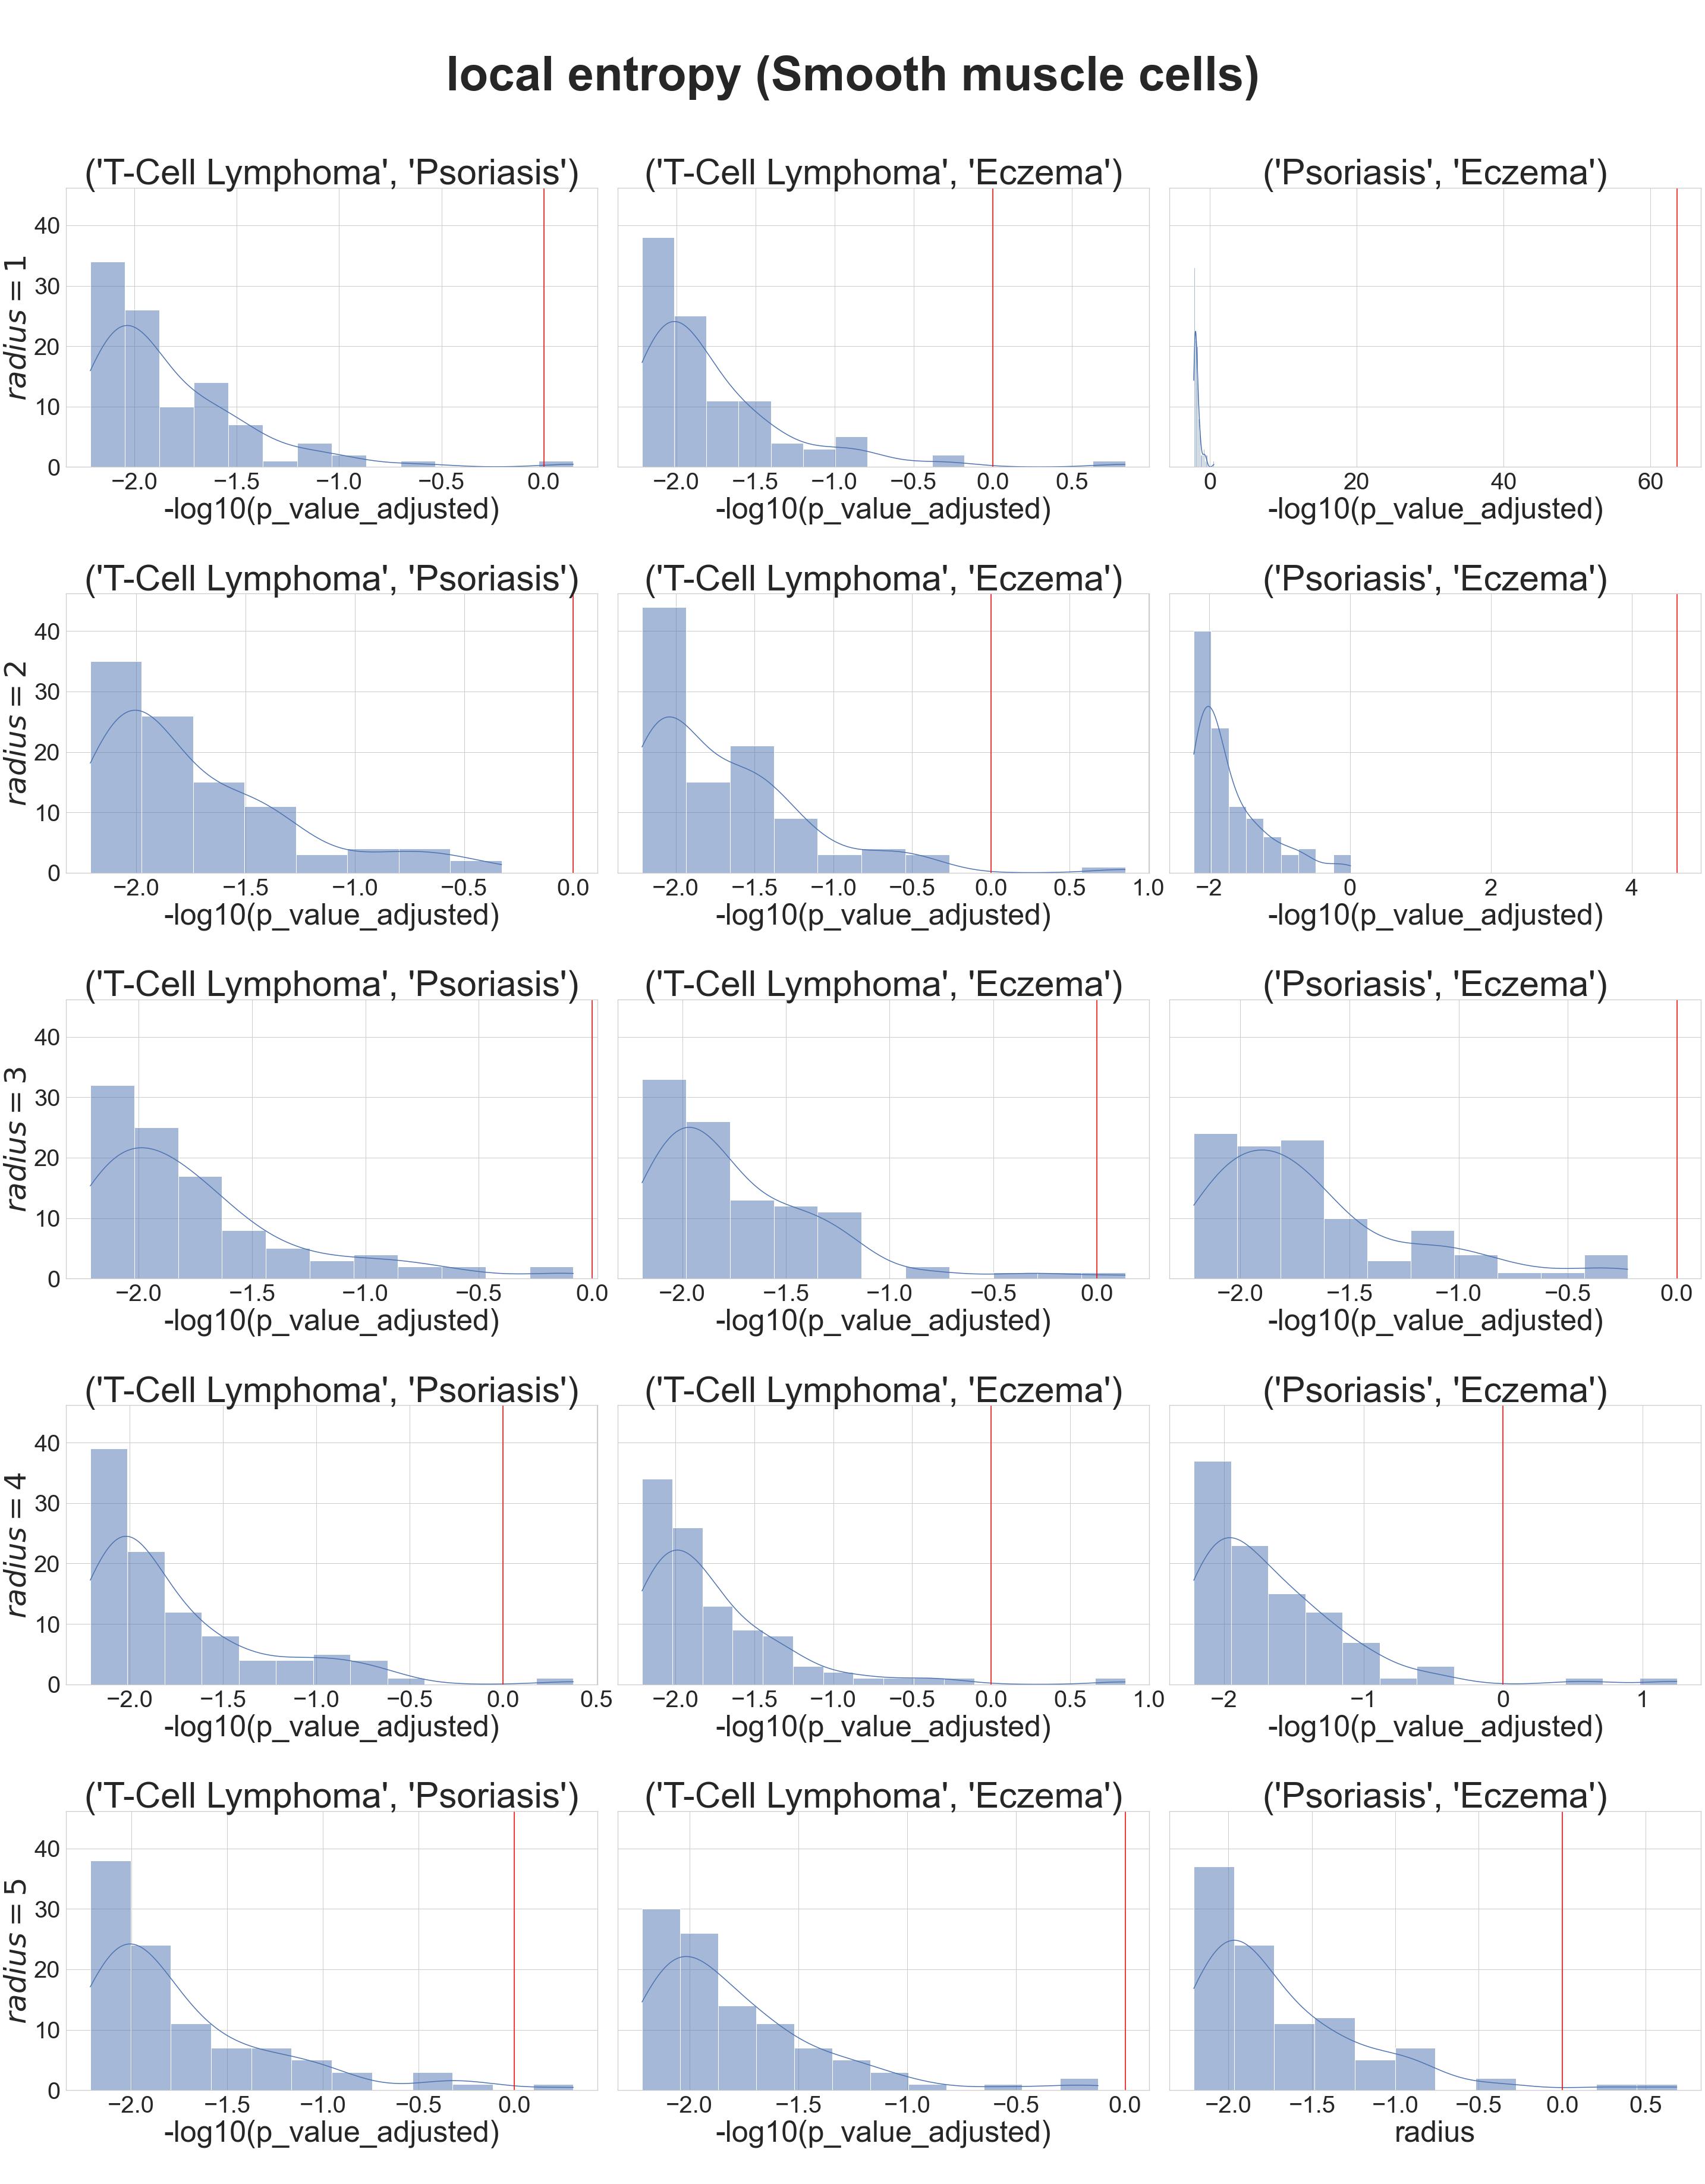 local entropy (Smooth muscle cells)
('T-Cell Lymphoma', 'Psoriasis') ('T-Cell Lymphoma', 'Eczema') ('Psoriasis', 'Eczema')
radius = 1
40
30
20
10
0
−2.0 −1.5 −1.0 −0.5 0.0 −2.0 −1.5 −1.0 −0.5 0.0 0.5 0 20 40 60
-log10(p_value_adjusted) -log10(p_value_adjusted) -log10(p_value_adjusted)
('T-Cell Lymphoma', 'Psoriasis') ('T-Cell Lymphoma', 'Eczema') ('Psoriasis', 'Eczema')
radius = 2
40
30
20
10
0
−2.0 −1.5 −1.0 −0.5 0.0 −2.0 −1.5 −1.0 −0.5 0.0 0.5 1.0 −2 0 2 4
-log10(p_value_adjusted) -log10(p_value_adjusted) -log10(p_value_adjusted)
('T-Cell Lymphoma', 'Psoriasis') ('T-Cell Lymphoma', 'Eczema') ('Psoriasis', 'Eczema')
radius = 3
40
30
20
10
0
−2.0 −1.5 −1.0 −0.5 0.0 −2.0 −1.5 −1.0 −0.5 0.0 −2.0 −1.5 −1.0 −0.5 0.0
-log10(p_value_adjusted) -log10(p_value_adjusted) -log10(p_value_adjusted)
('T-Cell Lymphoma', 'Psoriasis') ('T-Cell Lymphoma', 'Eczema') ('Psoriasis', 'Eczema')
radius = 4
40
30
20
10
0
−2.0 −1.5 −1.0 −0.5 0.0 0.5 −2.0 −1.5 −1.0 −0.5 0.0 0.5 1.0 −2 −1 0 1
-log10(p_value_adjusted) -log10(p_value_adjusted) -log10(p_value_adjusted)
('T-Cell Lymphoma', 'Psoriasis') ('T-Cell Lymphoma', 'Eczema') ('Psoriasis', 'Eczema')
radius = 5
40
30
20
10
0
−2.0 −1.5 −1.0 −0.5 0.0 −2.0 −1.5 −1.0 −0.5 0.0 −2.0 −1.5 −1.0 −0.5 0.0 0.5
-log10(p_value_adjusted) -log10(p_value_adjusted) radius